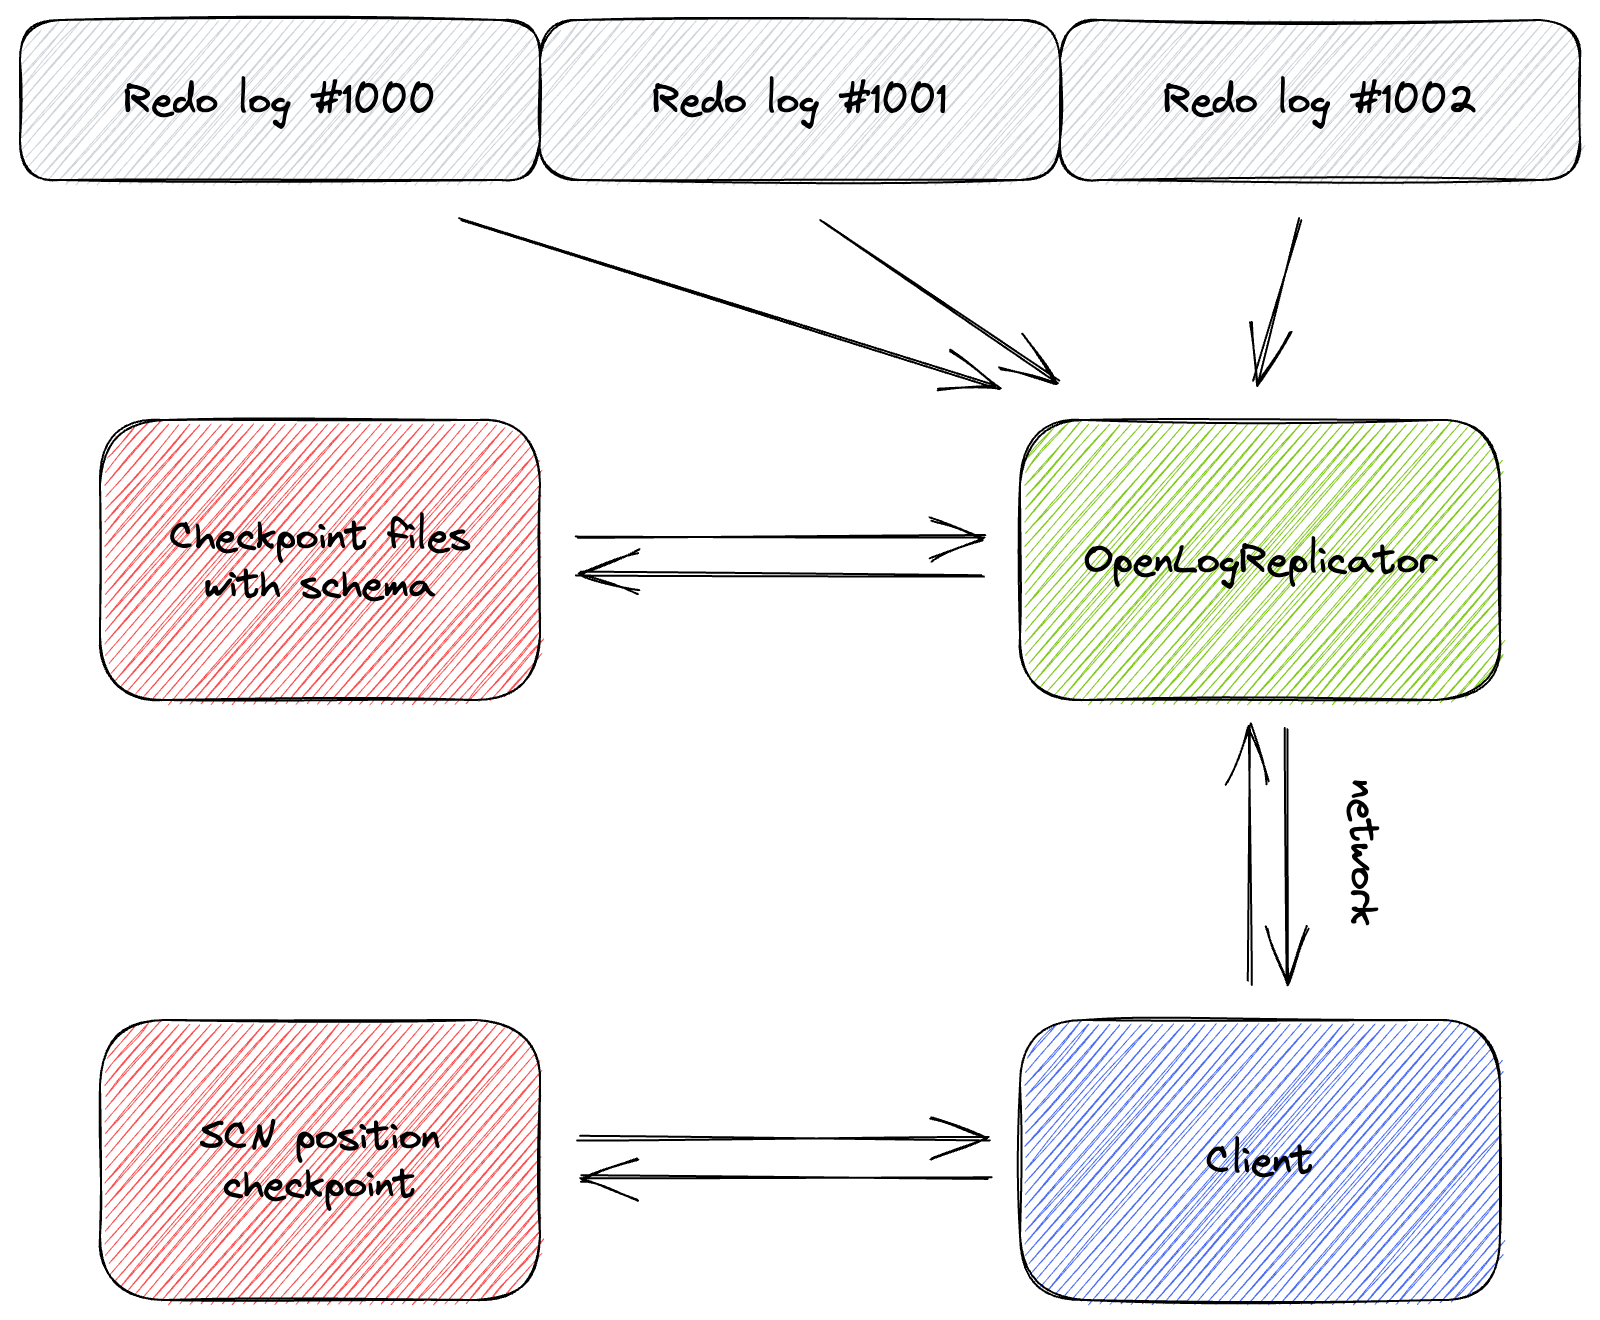 Redo log #1000
Redo log #1001
Redo log #1002
Checkpoint files
with schema
OpenLogReplicator
network
SCN position
checkpoint
Client